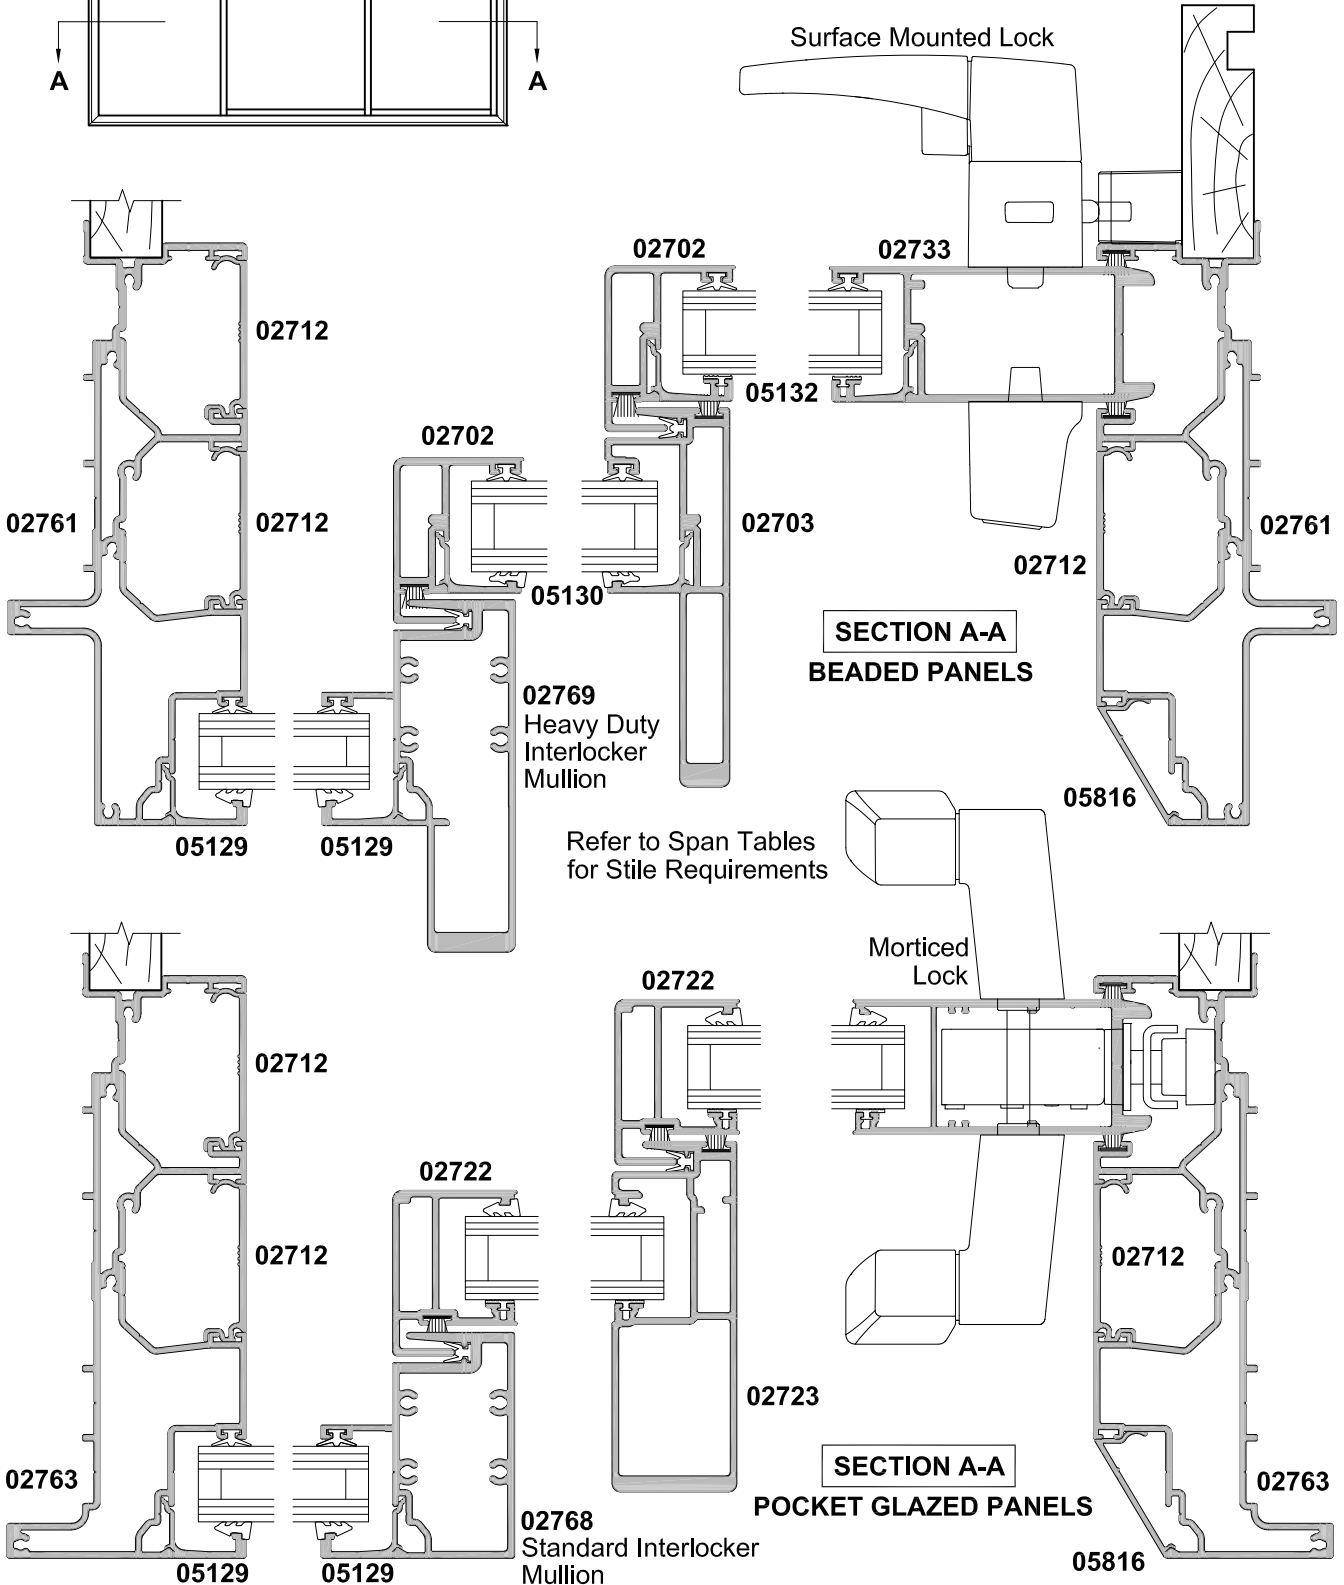 A
A
Surface Mounted Lock
02702
02733
02712
05132
02702
02761
02712
02703
02761
02712
05130
SECTION A-A
BEADED PANELS
02769
Heavy Duty
Interlocker
Mullion
05816
05129
05129
Refer to Span Tables
for Stile Requirements
Morticed
Lock
02722
02712
02722
02712
02712
02723
SECTION A-A
POCKET GLAZED PANELS
02763
02763
02768
Standard Interlocker
Mullion
05129
05129
05816